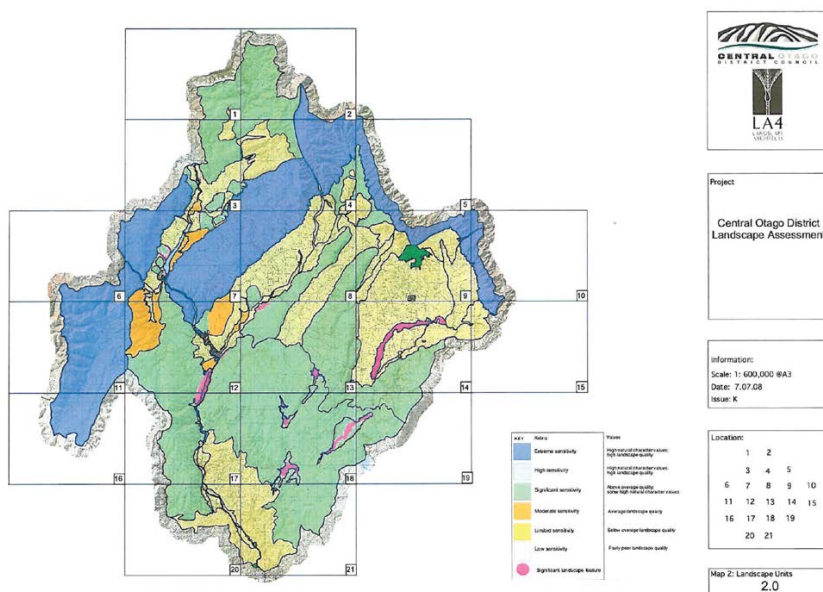 1
2
3
4
5
6
7
8
9
10
11
12
13
14
15
16
17
18
19
20
21
KEY
Rating
Values
Extreme sensitivity
High natural character values;
high landscape quality
High sensitivity
High natural character values;
high landscape quality
Significant sensitivity
Above average quality;
some high natural character values
Moderate sensitivity
Average landscape quality
Limited sensitivity
Below average landscape quality
Low sensitivity
Fairly poor landscape quality
Significant landscape feature
CENTRAL OTAGO
DISTRICT COUNCIL
LA4
LANDSCAPE
ARCHITECTS
Project
Central Otago District
Landscape Assessment
Information:
Scale: 1: 600,000 @A3
Date: 7.07.08
Issue: K
Location:
1 2
3 4 5
6 7 8 9 10
11 12 13 14 15
16 17 18 19
20 21
Map 2: Landscape Units
2.0